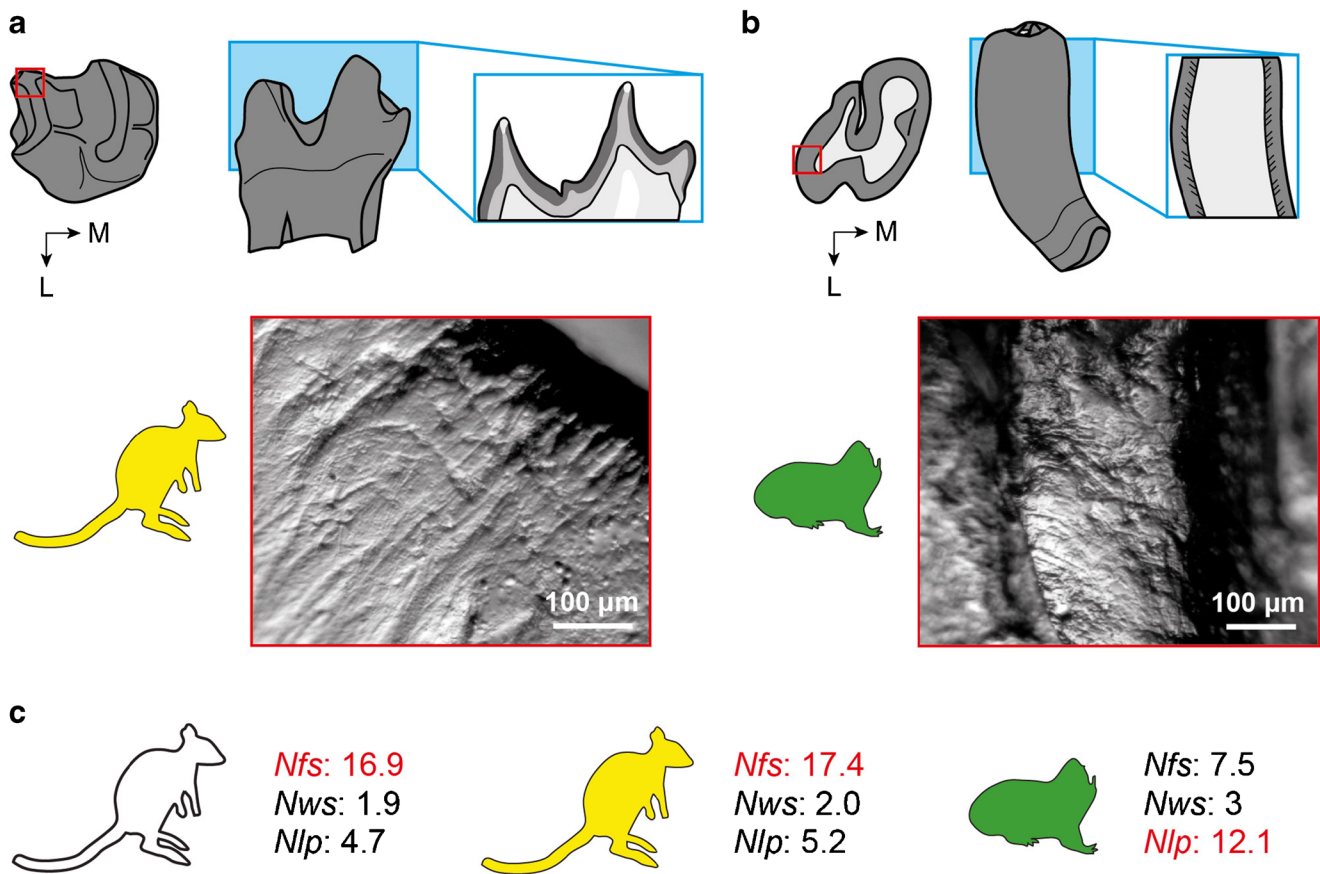 a
b
M
L
M
L
100 µm
100 µm
c
Nfs: 16.9
Nws: 1.9
Nlp: 4.7
Nfs: 17.4
Nws: 2.0
Nlp: 5.2
Nfs: 7.5
Nws: 3
Nlp: 12.1